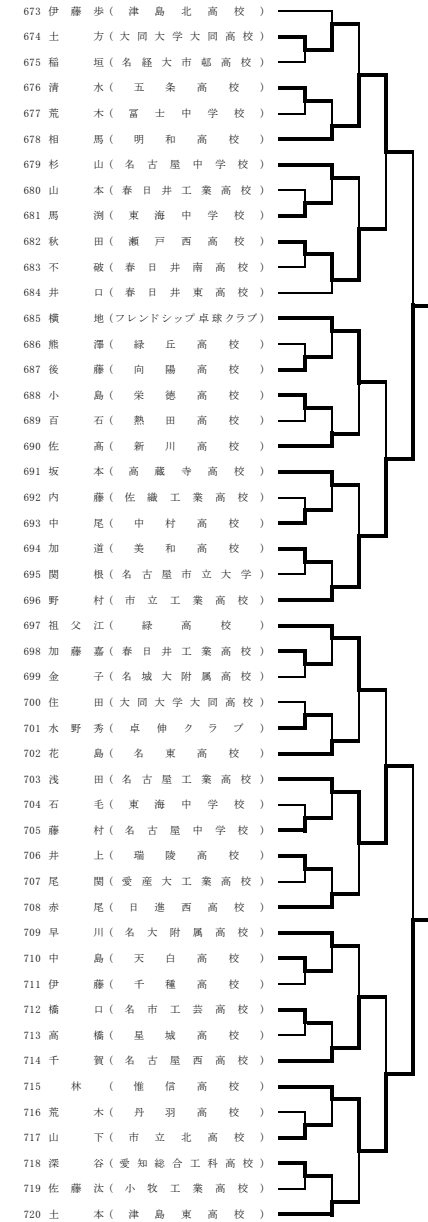 673 伊藤歩(津島北高校)
674 土方(大同大学大同高校)
675 稲垣(名経大市邨高校)
676 清水(五条高校)
677 荒木(冨士中学校)
678 相馬(明和高校)
679 杉山(名古屋中学校)
680 山本(春日井工業高校)
681 馬渕(東海中学校)
682 秋田(瀬戸西高校)
683 不破(春日井南高校)
684 井口(春日井東高校)
685 横地(フレンドシップ卓球クラブ)
686 熊澤(緑丘高校)
687 後藤(向陽高校)
688 小島(栄徳高校)
689 百石(熱田高校)
690 佐髙(新川高校)
691 坂本(高蔵寺高校)
692 内藤(佐織工業高校)
693 中尾(中村高校)
694 加道(美和高校)
695 関根(名古屋市立大学)
696 野村(市立工業高校)
697 祖父江(緑高校)
698 加藤嘉(春日井工業高校)
699 金子(名城大附属高校)
700 住田(大同大学大同高校)
701 水野秀(卓伸クラブ)
702 花島(名東高校)
703 浅田(名古屋工業高校)
704 石毛(東海中学校)
705 藤村(名古屋中学校)
706 井上(瑞陵高校)
707 尾関(愛産大工業高校)
708 赤尾(日進西高校)
709 早川(名大附属高校)
710 中島(天白高校)
711 伊藤(千種高校)
712 橋口(名市工芸高校)
713 高橋(星城高校)
714 千賀(名古屋西高校)
715 林(惟信高校)
716 荒木(丹羽高校)
717 山下(市立北高校)
718 深谷(愛知総合工科高校)
719 佐藤汰(小牧工業高校)
720 土本(津島東高校)